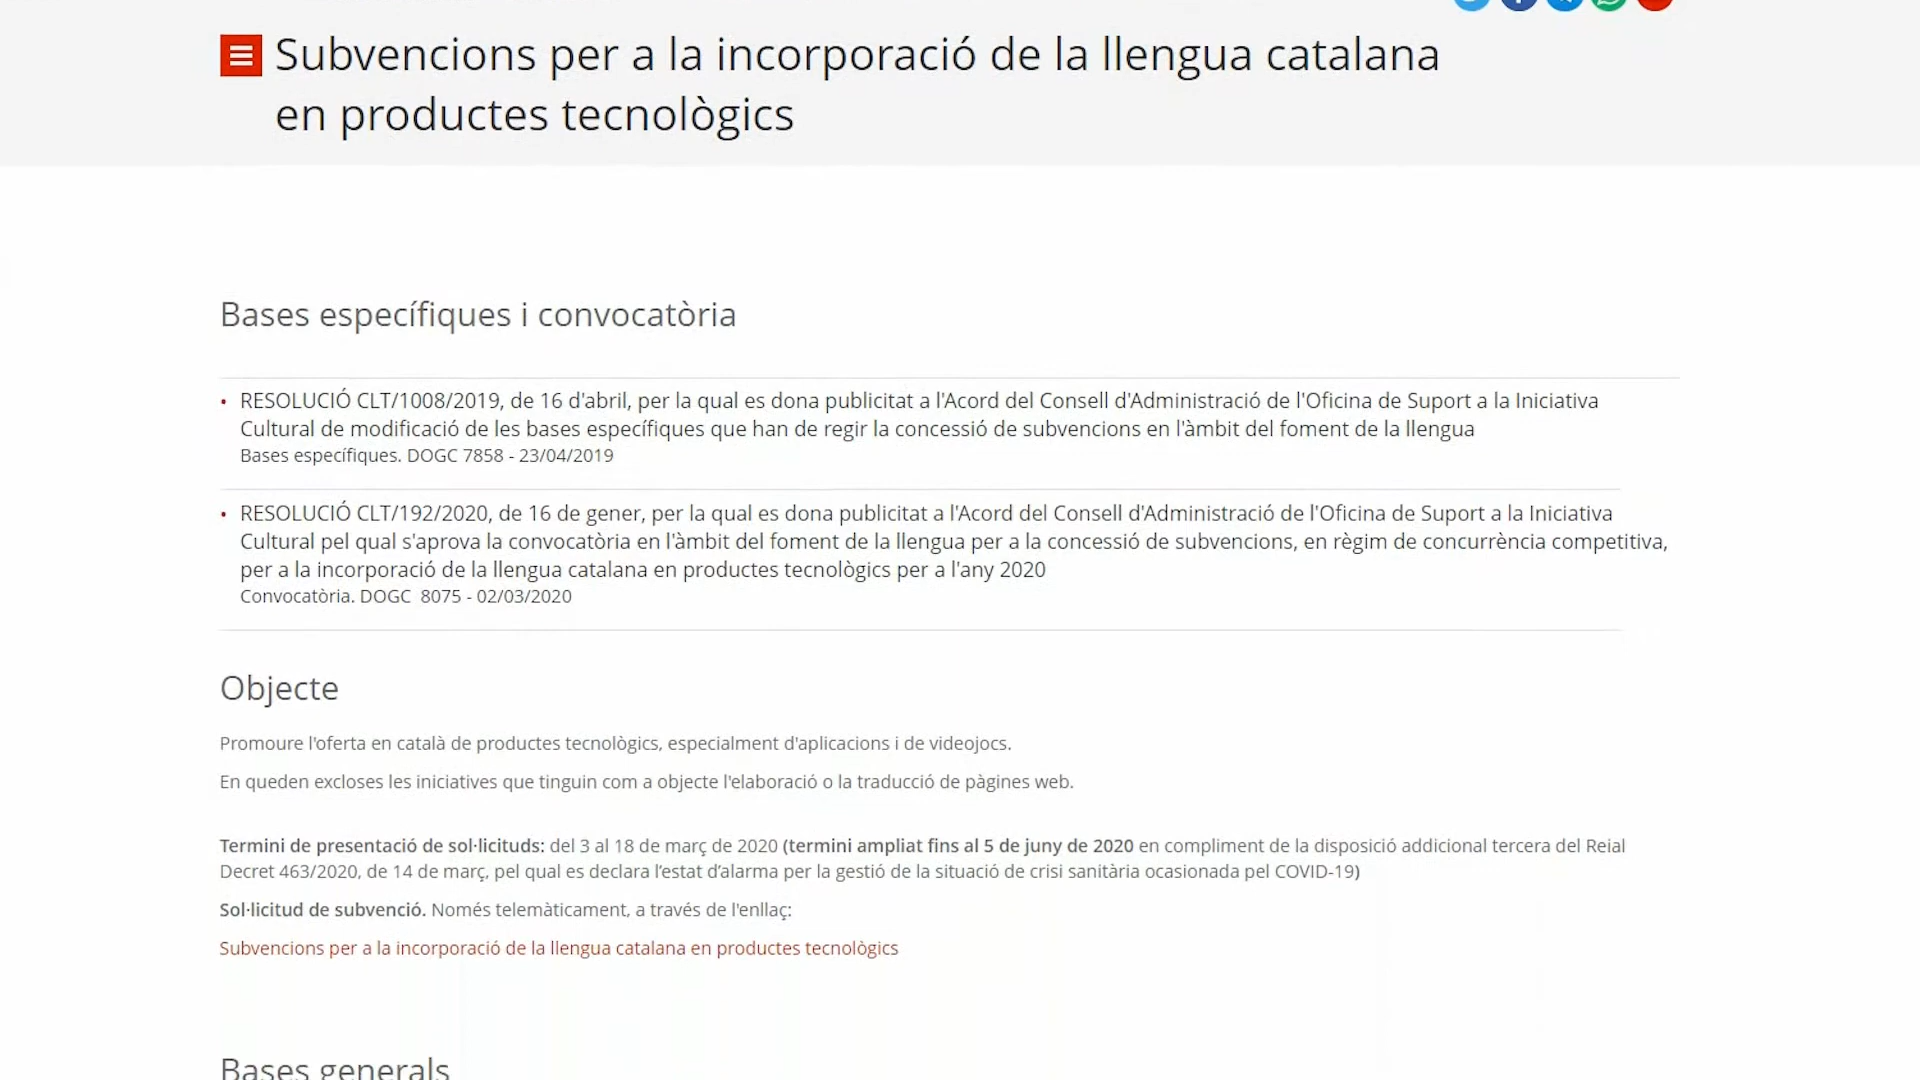 Subvencions per a la incorporació de la llengua catalana
en productes tecnològics
Bases específiques i convocatòria
• RESOLUCIÓ CLT/1008/2019, de 16 d'abril, per la qual es dona publicitat a l'Acord del Consell d'Administració de l'Oficina de Suport a la Iniciativa
Cultural de modificació de les bases específiques que han de regir la concessió de subvencions en l'àmbit del foment de la llengua
Bases específiques. DOGC 7858 - 23/04/2019
• RESOLUCIÓ CLT/192/2020, de 16 de gener, per la qual es dona publicitat a l'Acord del Consell d'Administració de l'Oficina de Suport a la Iniciativa
Cultural pel qual s'aprova la convocatòria en l'àmbit del foment de la llengua per a la concessió de subvencions, en règim de concurrència competitiva,
per a la incorporació de la llengua catalana en productes tecnològics per a l'any 2020
Convocatòria. DOGC  8075 - 02/03/2020
Objecte
Promoure l'oferta en català de productes tecnològics, especialment d'aplicacions i de videojocs.
En queden excloses les iniciatives que tinguin com a objecte l'elaboració o la traducció de pàgines web.
Termini de presentació de sol·licituds: del 3 al 18 de març de 2020 (termini ampliat fins al 5 de juny de 2020 en compliment de la disposició addicional tercera del Reial
Decret 463/2020, de 14 de març, pel qual es declara l’estat d’alarma per la gestió de la situació de crisi sanitària ocasionada pel COVID-19)
Sol·licitud de subvenció. Només telemàticament, a través de l'enllaç:
Subvencions per a la incorporació de la llengua catalana en productes tecnològics
Bases generals